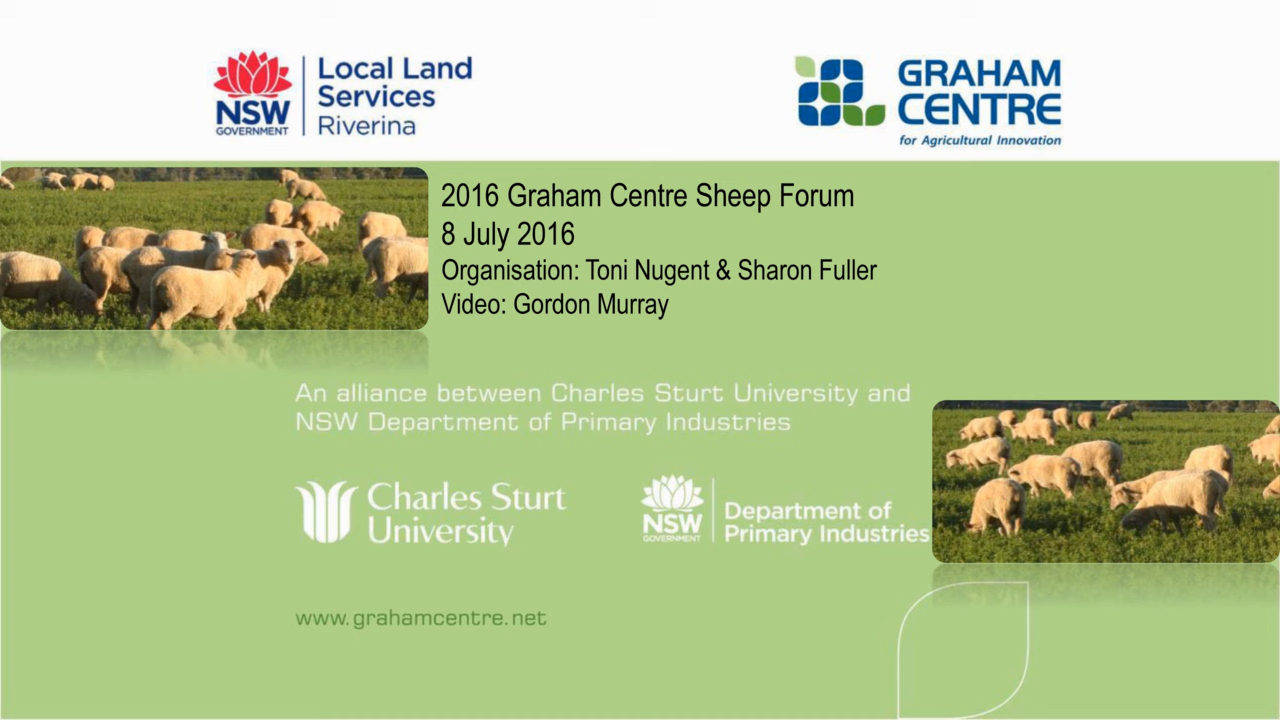 NSW
GOVERNMENT
Local Land
Services
Riverina
GRAHAM
CENTRE
for Agricultural Innovation
2016 Graham Centre Sheep Forum
8 July 2016
Organisation: Toni Nugent & Sharon Fuller
Video: Gordon Murray
An alliance between Charles Sturt University and
NSW Department of Primary Industries
Charles Sturt
University
NSW
GOVERNMENT
Department of
Primary Industries
www.grahamcentre.net